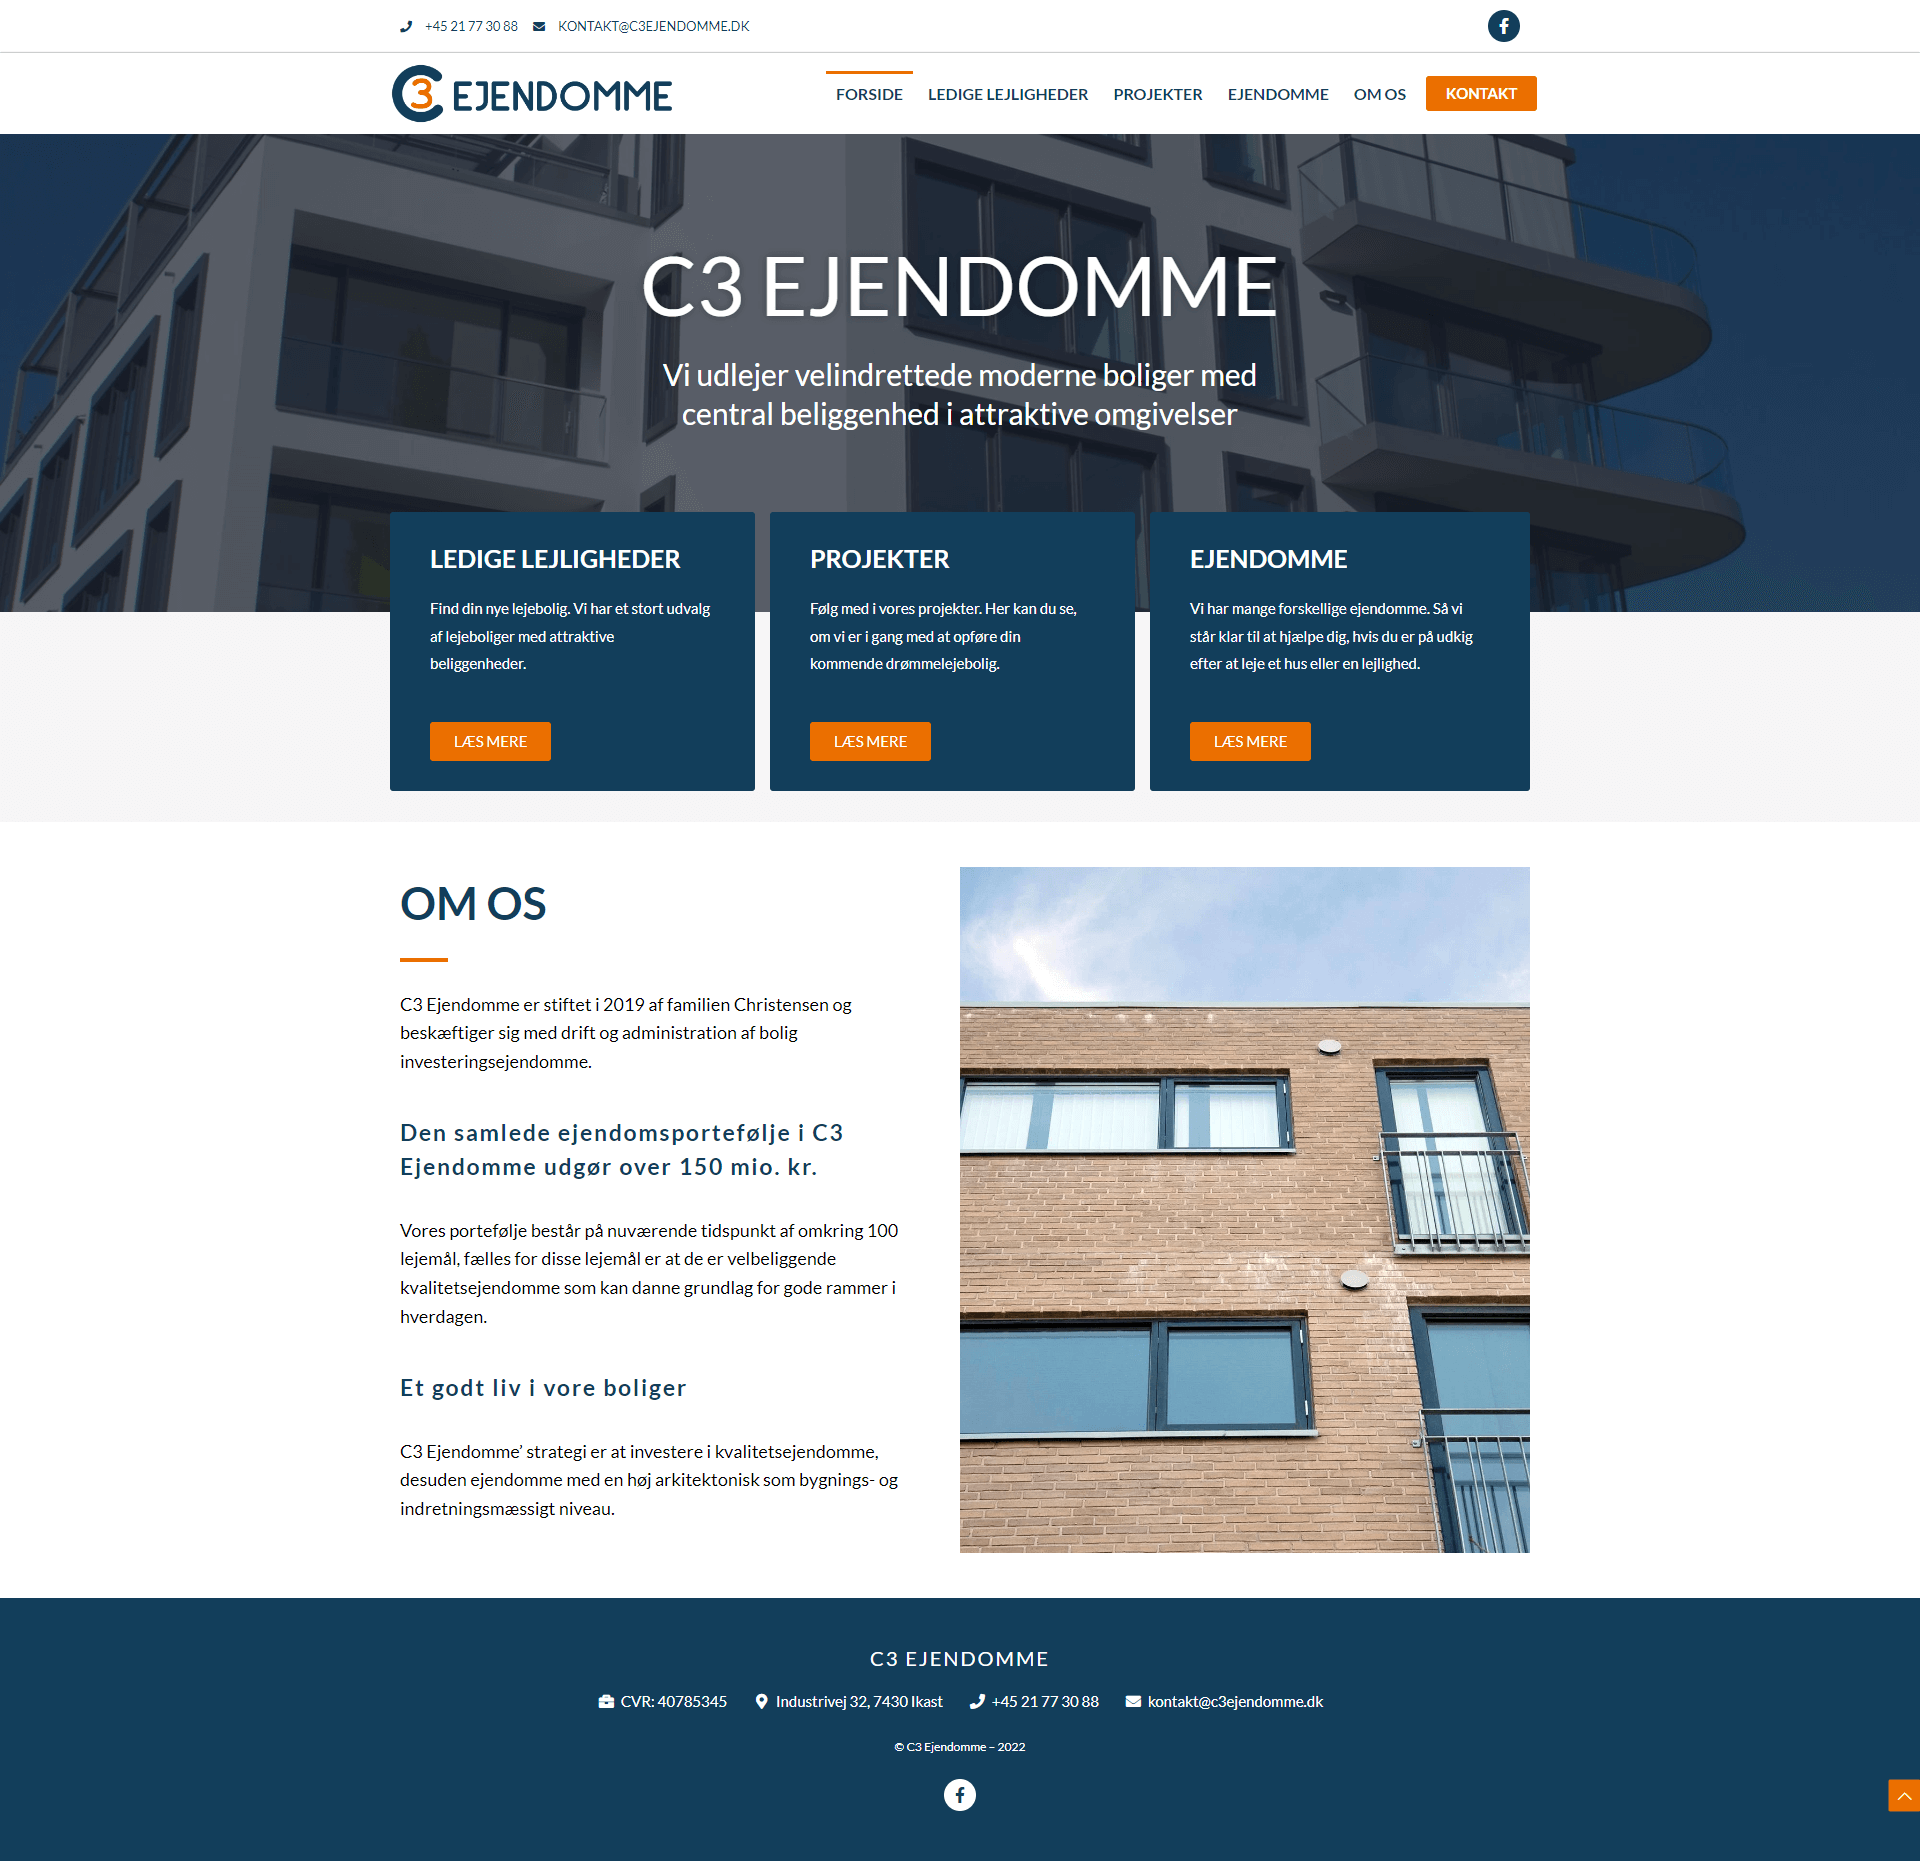 +45 21 77 30 88 KONTAKT@C3EJENDOMME.DK
C3 EJENDOMME
FORSIDE LEDIGE LEJLIGHEDER PROJEKTER EJENDOMME OM OS KONTAKT
C3 EJENDOMME
Vi udlejer velindrettede moderne boliger med
central beliggenhed i attraktive omgivelser
LEDIGE LEJLIGHEDER
Find din nye lejebolig. Vi har et stort udvalg
af lejeboliger med attraktive
beliggenheder.
LÆS MERE
PROJEKTER
Følg med i vores projekter. Her kan du se,
om vi er i gang med at opføre din
kommende drømmelejebolig.
LÆS MERE
EJENDOMME
Vi har mange forskellige ejendomme. Så vi
står klar til at hjælpe dig, hvis du er på udkig
efter at leje et hus eller en lejlighed.
LÆS MERE
OM OS
C3 Ejendomme er stiftet i 2019 af familien Christensen og
beskæftiger sig med drift og administration af bolig
investeringsejendomme.
Den samlede ejendomsportefølje i C3
Ejendomme udgør over 150 mio. kr.
Vores portefølje består på nuværende tidspunkt af omkring 100
lejemål, fælles for disse lejemål er at de er velbeliggende
kvalitetsejendomme som kan danne grundlag for gode rammer i
hverdagen.
Et godt liv i vore boliger
C3 Ejendomme’ strategi er at investere i kvalitetsejendomme,
desuden ejendomme med en høj arkitektonisk som bygnings- og
indretningsmæssigt niveau.
C3 EJENDOMME
CVR: 40785345 Industrivej 32, 7430 Ikast +45 21 77 30 88 kontakt@c3ejendomme.dk
© C3 Ejendomme – 2022